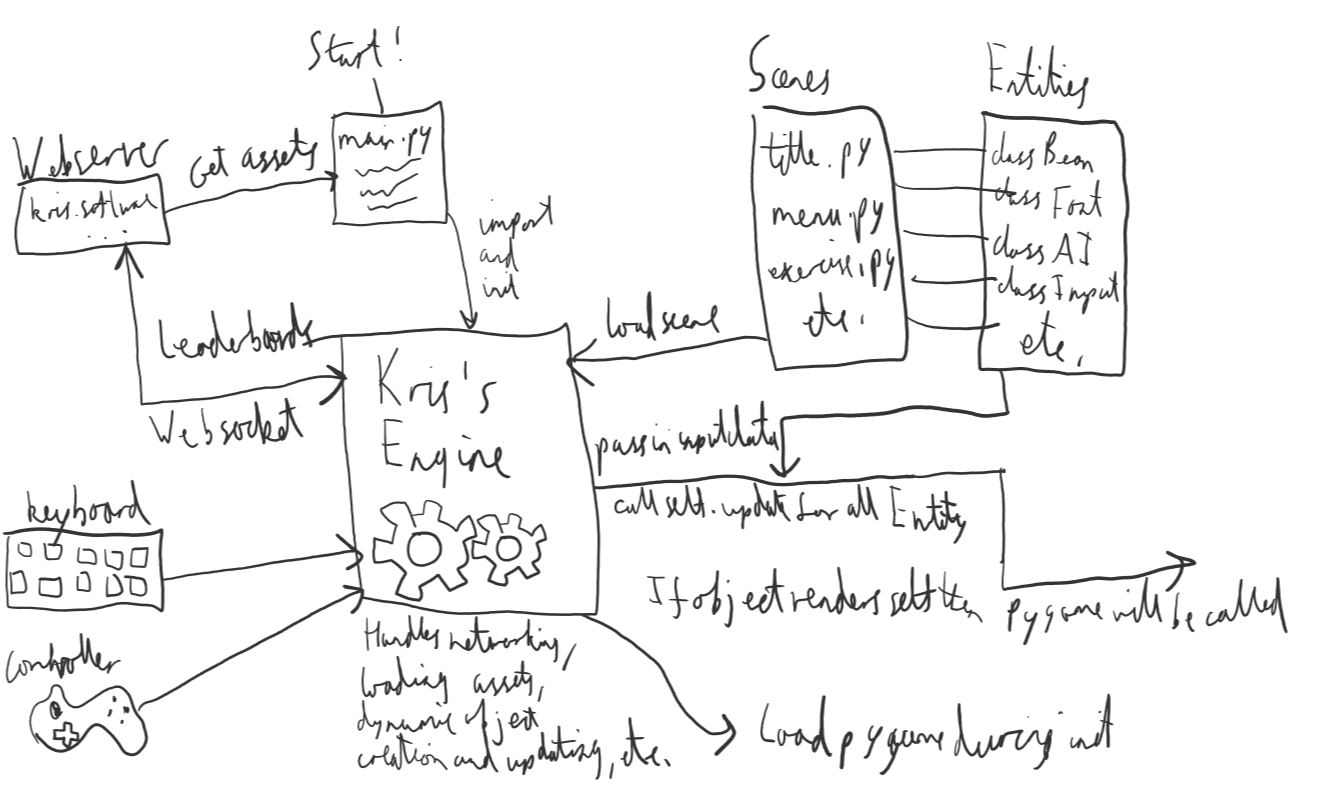 Start!
main.py
Webserver
kris.software
...
Get assets
import
and
init
Scenes
title.py
menu.py
exercise.py
etc.
Entities
class Bean
class Font
class AI
class Input
etc.
Leaderboards
Websocket
Kris's
Engine
load scene
pass in input data
call self.update for all Entity
If object renders self then
pygame will be called
keyboard
controller
Handles networking,
loading assets,
dynamic object
creation and updating, etc.
Load pygame during init